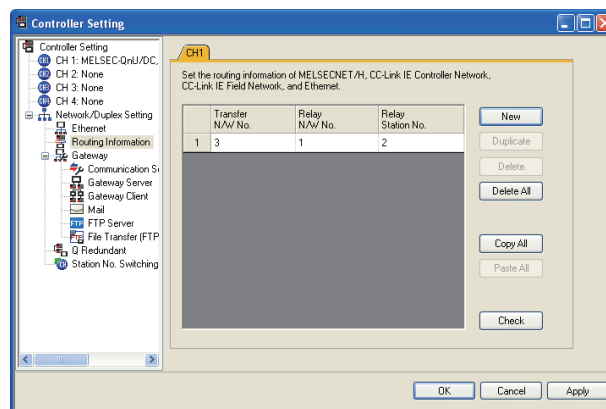 Controller Setting
Controller Setting
CH 1: MELSEC-QnU/DC,
CH 2: None
CH 3: None
CH 4: None
Network/Duplex Setting
Ethernet
Routing Information
Gateway
Communication S
Gateway Server
Gateway Client
Mail
FTP Server
File Transfer (FTP
Q Redundant
Station No. Switching
CH1
Set the routing information of MELSECNET/H, CC-Link IE Controller Network,
CC-Link IE Field Network, and Ethernet.
Transfer N/W No. Relay N/W No. Relay Station No.
1 3 1 2
New
Duplicate
Delete
Delete All
Copy All
Paste All
Check
OK Cancel Apply